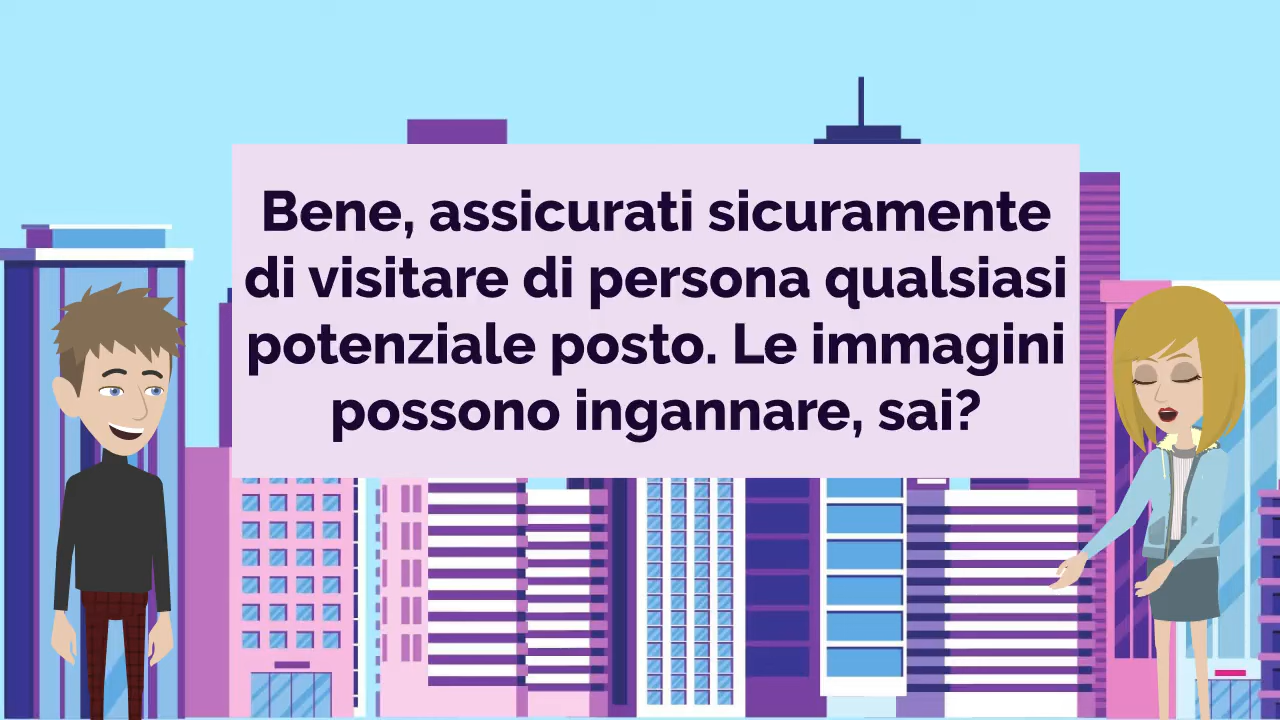 Bene, assicurati sicuramente
di visitare di persona qualsiasi
potenziale posto. Le immagini
possono ingannare, sai?